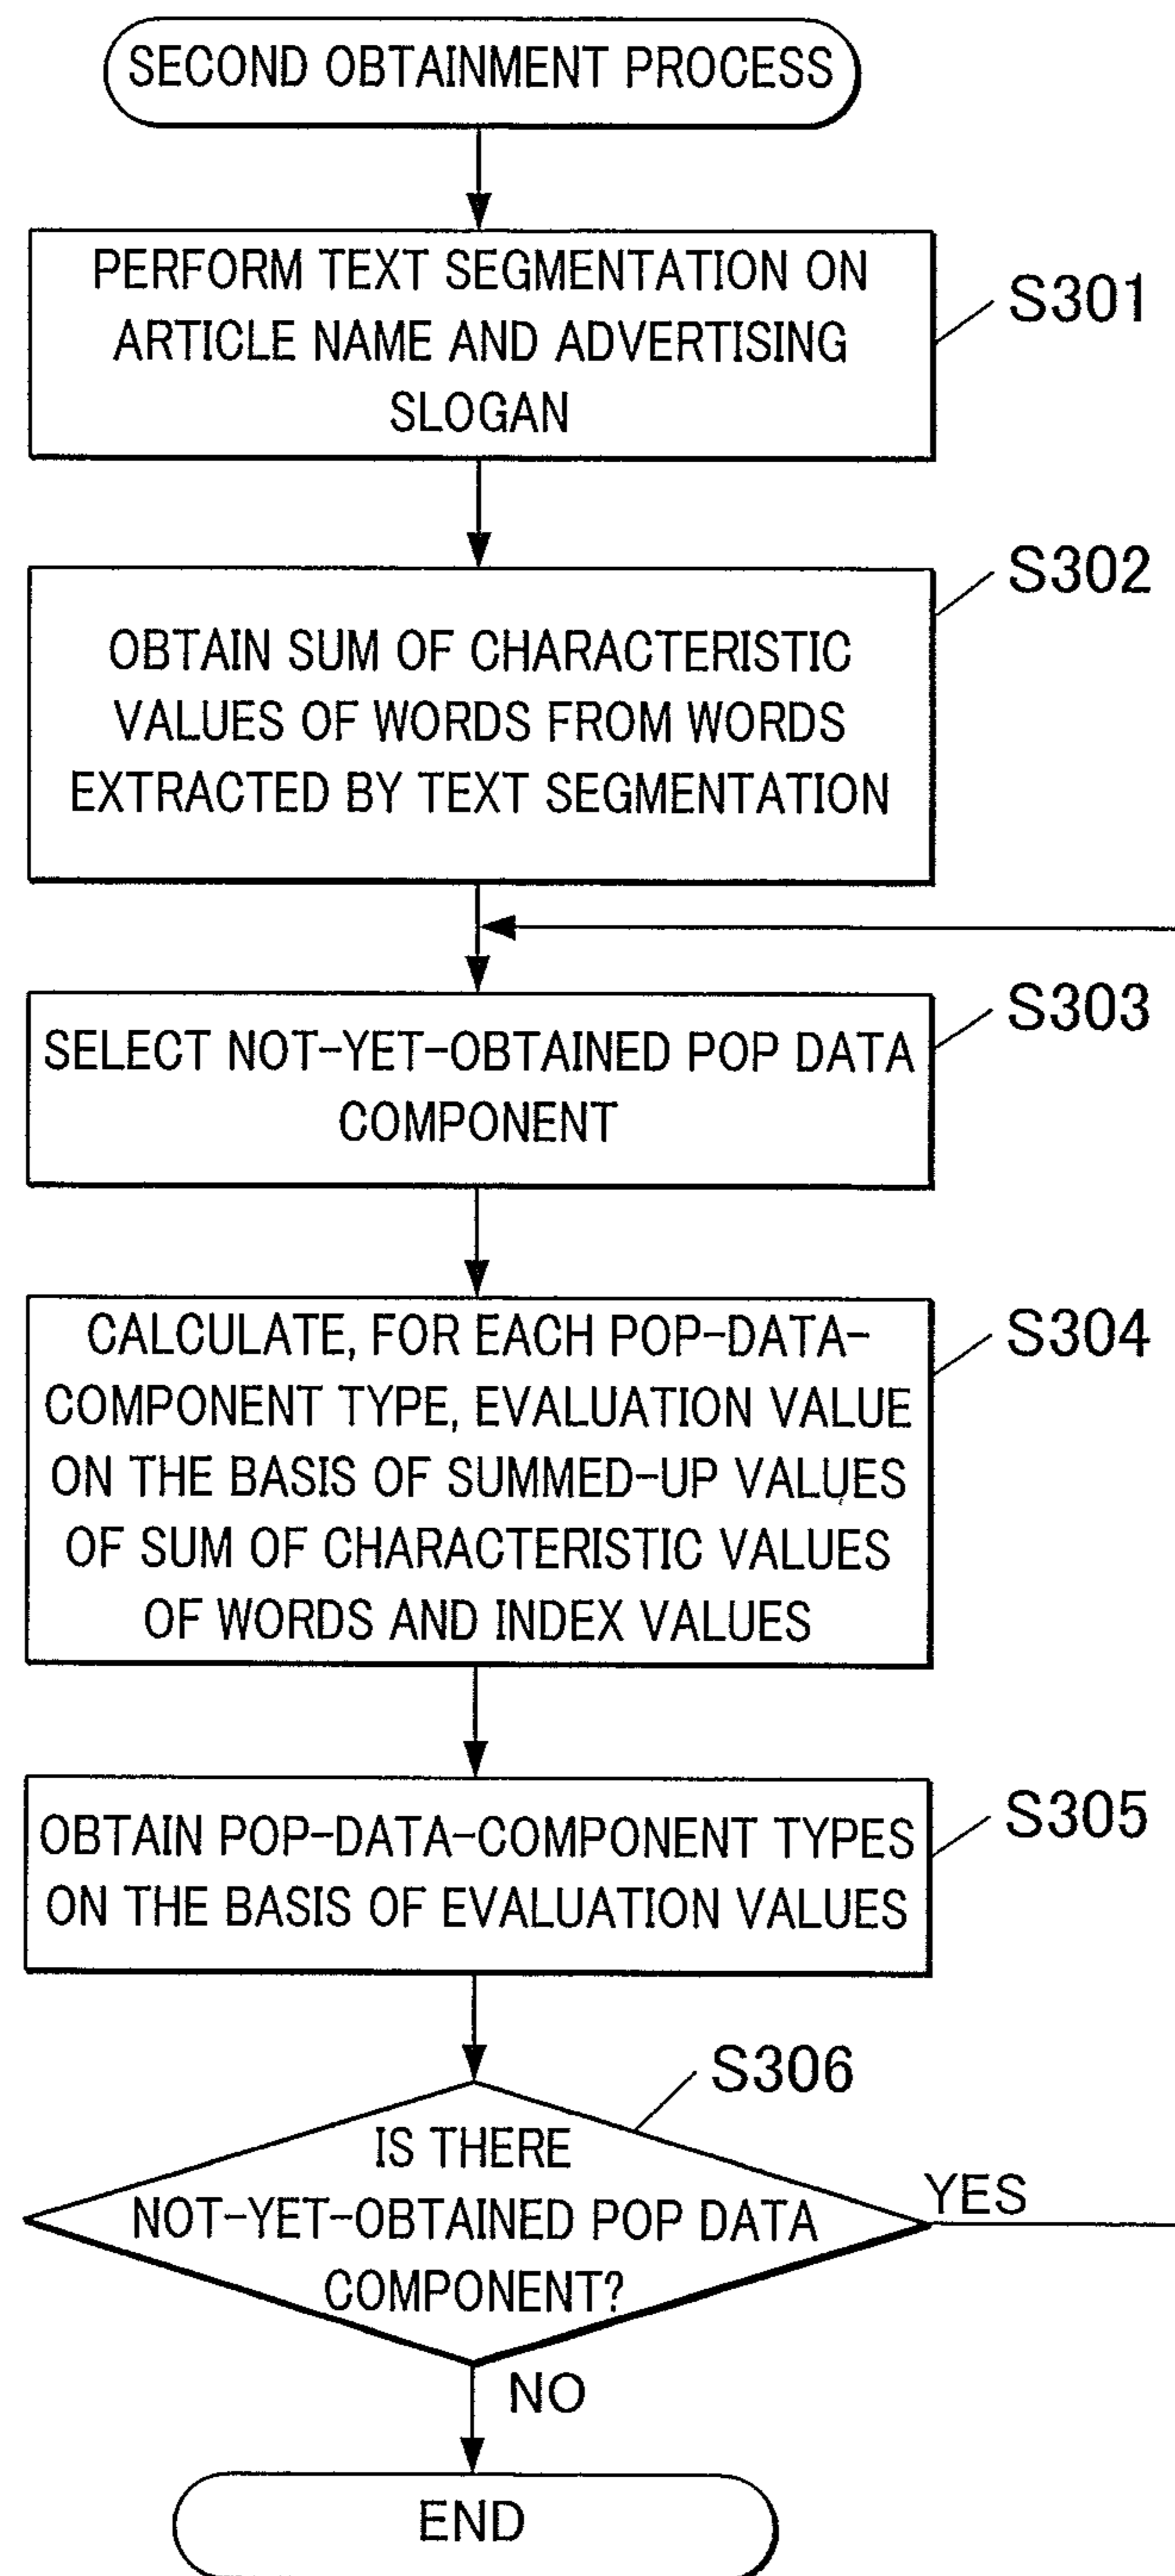 SECOND OBTAINMENT PROCESS
PERFORM TEXT SEGMENTATION ON
ARTICLE NAME AND ADVERTISING
SLOGAN
S301
S302
OBTAIN SUM OF CHARACTERISTIC
VALUES OF WORDS FROM WORDS
EXTRACTED BY TEXT SEGMENTATION
S303
SELECT NOT-YET-OBTAINED POP DATA
COMPONENT
S304
CALCULATE, FOR EACH POP-DATA-
COMPONENT TYPE, EVALUATION VALUE
ON THE BASIS OF SUMMED-UP VALUES
OF SUM OF CHARACTERISTIC VALUES
OF WORDS AND INDEX VALUES
S305
OBTAIN POP-DATA-COMPONENT TYPES
ON THE BASIS OF EVALUATION VALUES
S306
IS THERE
NOT-YET-OBTAINED POP DATA
COMPONENT?
YES
NO
END